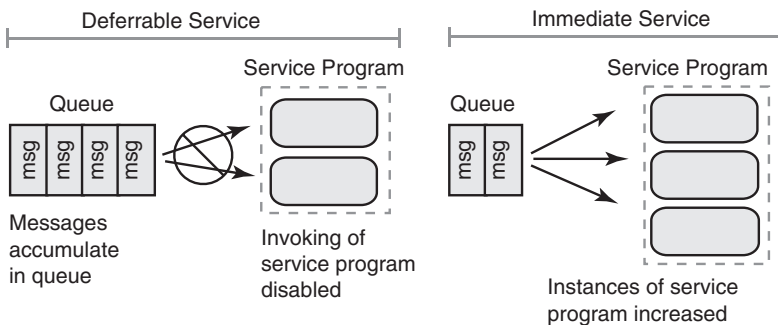 Deferrable Service
Service Program
Queue
msg msg msg msg
Messages
accumulate
in queue
Invoking of
service program
disabled
Immediate Service
Service Program
Queue
msg msg
Instances of service
program increased